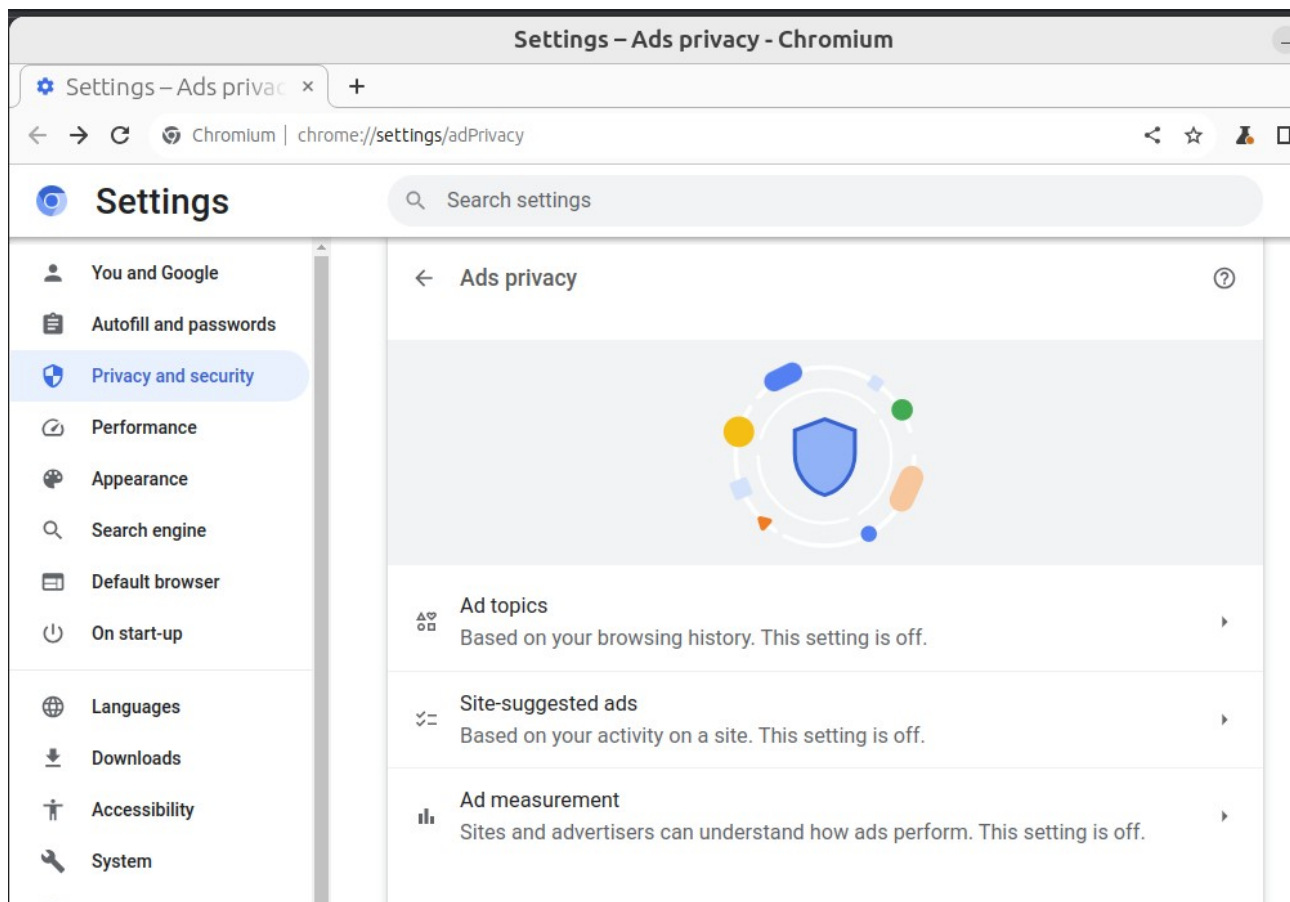 Settings – Ads privacy - Chromium
Settings – Ads privac
Chromium | chrome://settings/adPrivacy
Settings
Search settings
You and Google
Autofill and passwords
Privacy and security
Performance
Appearance
Search engine
Default browser
On start-up
Languages
Downloads
Accessibility
System
Ads privacy
Ad topics
Based on your browsing history. This setting is off.
Site-suggested ads
Based on your activity on a site. This setting is off.
Ad measurement
Sites and advertisers can understand how ads perform. This setting is off.